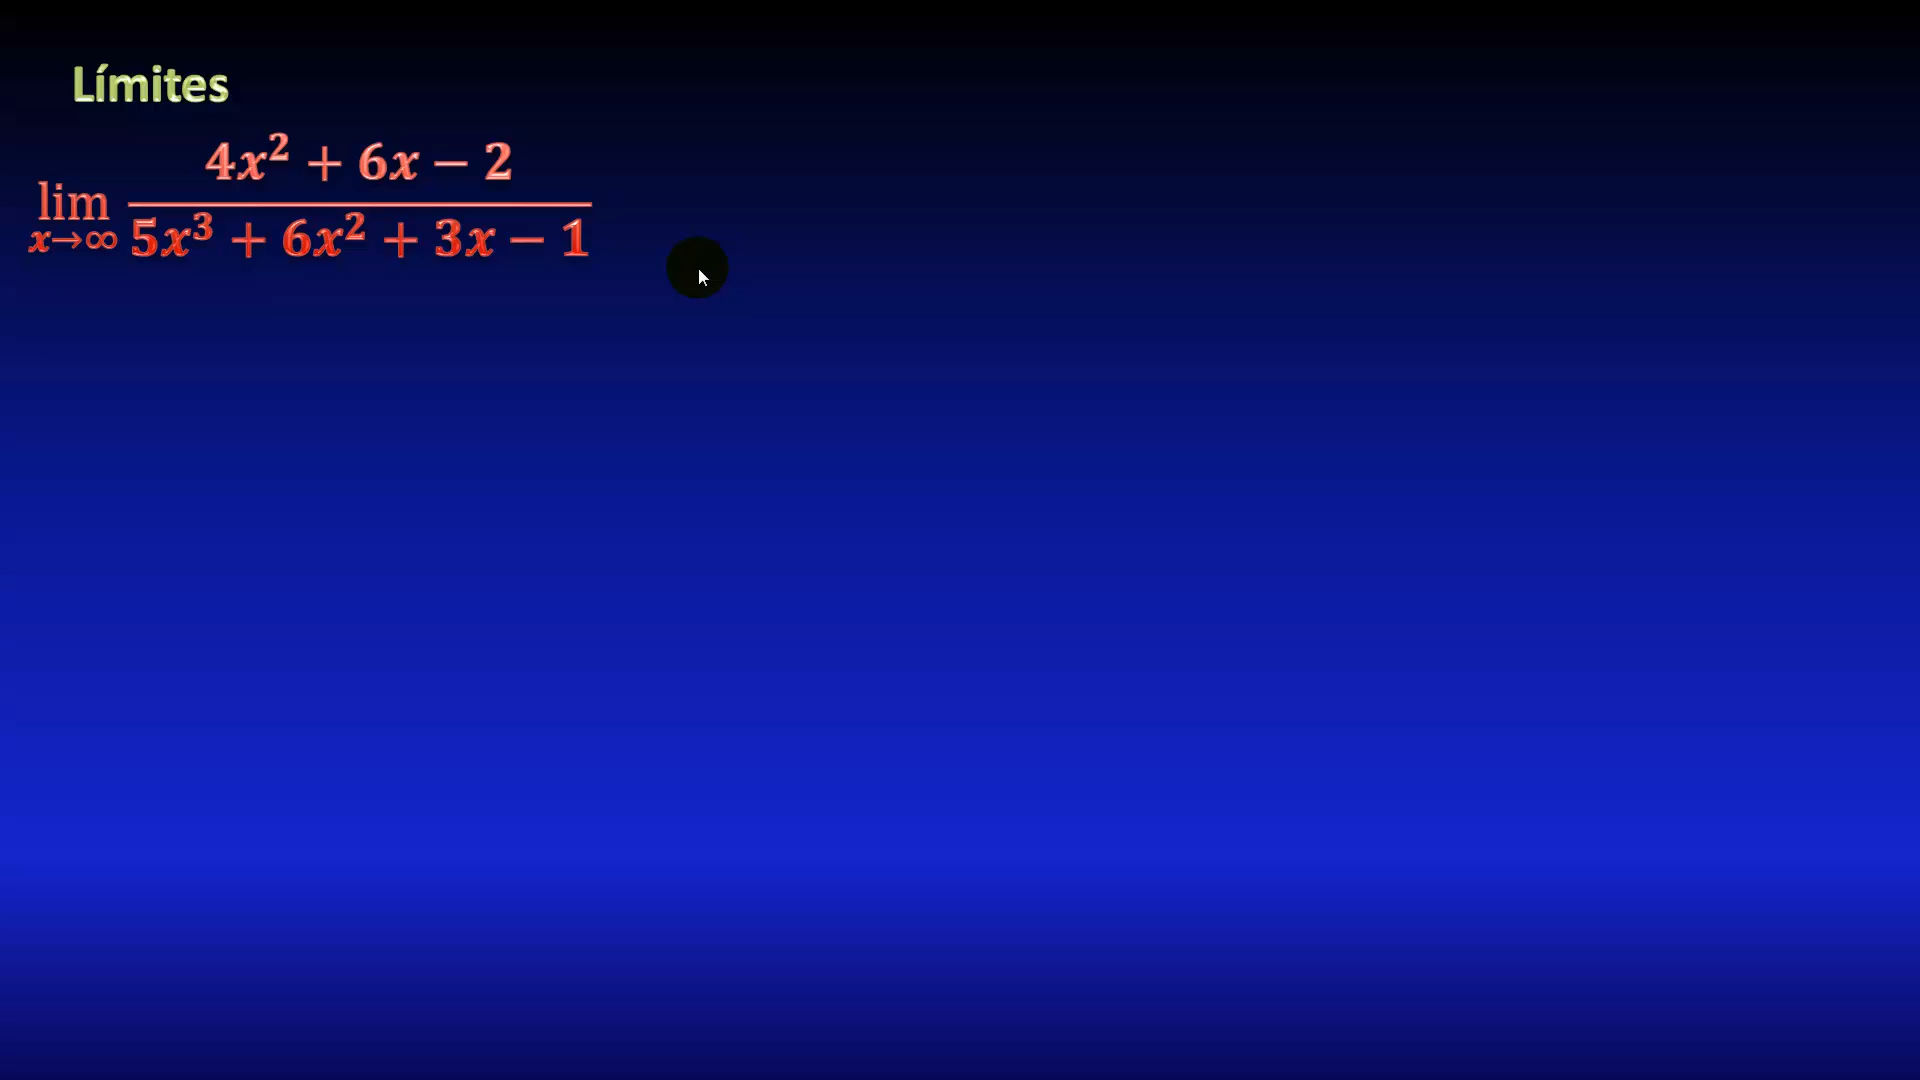 Límites
lim x→∞ 4x² + 6x − 2 / 5x³ + 6x² + 3x − 1